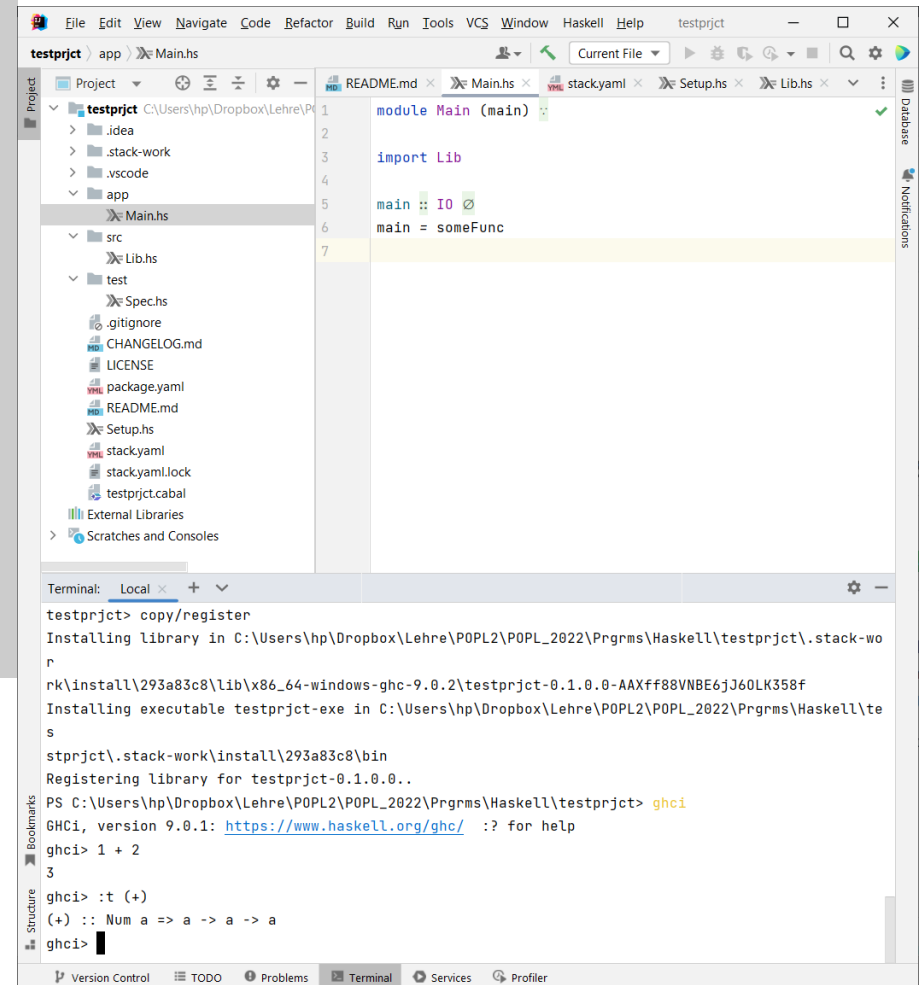 File Edit View Navigate Code Refactor Build Run Tools VCS Window Haskell Help testprjct
testprjct app Main.hs Current File
Project
Project
README.md Main.hs stack.yaml Setup.hs Lib.hs
testprjct C:\Users\hp\Dropbox\Lehre\P
.idea
.stack-work
.vscode
app
Main.hs
src
Lib.hs
test
Spec.hs
.gitignore
CHANGELOG.md
LICENSE
package.yaml
README.md
Setup.hs
stack.yaml
stack.yaml.lock
testprjct.cabal
External Libraries
Scratches and Consoles
1 module Main (main) ∵
2
3 import Lib
4
5 main :: IO ∅
6 main = someFunc
7
Database
Notifications
Terminal: Local
testprjct> copy/register
Installing library in C:\Users\hp\Dropbox\Lehre\POPL2\POPL_2022\Prgrms\Haskell\testprjct\.stack-wo
r
rk\install\293a83c8\lib\x86_64-windows-ghc-9.0.2\testprjct-0.1.0.0-AAXff88VNBE6jJ6OLK358f
Installing executable testprjct-exe in C:\Users\hp\Dropbox\Lehre\POPL2\POPL_2022\Prgrms\Haskell\te
s
stprjct\.stack-work\install\293a83c8\bin
Registering library for testprjct-0.1.0.0..
PS C:\Users\hp\Dropbox\Lehre\POPL2\POPL_2022\Prgrms\Haskell\testprjct> ghci
GHCi, version 9.0.1: https://www.haskell.org/ghc/ :? for help
ghci> 1 + 2
3
ghci> :t (+)
(+) :: Num a => a -> a -> a
ghci>
Bookmarks
Structure
Version Control TODO Problems Terminal Services Profiler